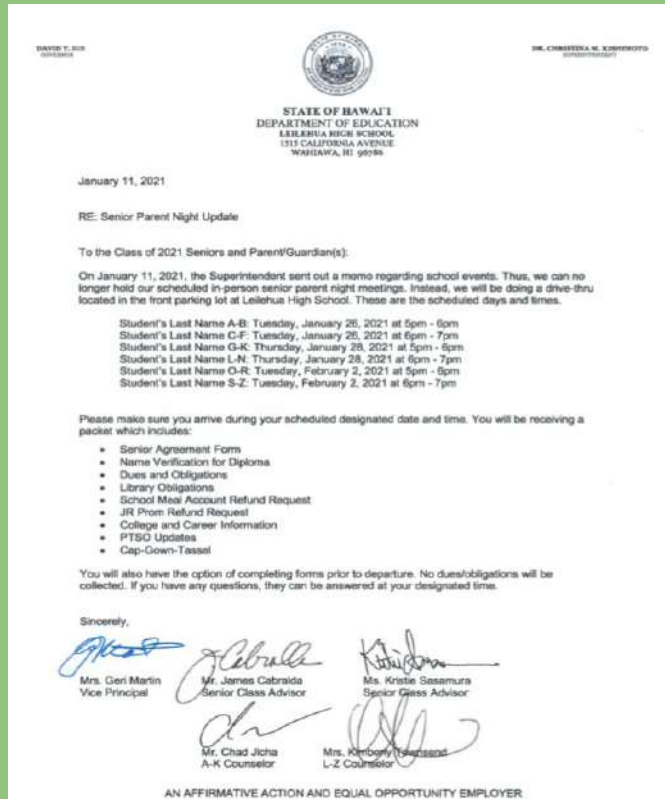 DAVID Y. IGE
GOVERNOR
DR. CHRISTINA M. KISHIMOTO
SUPERINTENDENT
STATE OF HAWAI'I
DEPARTMENT OF EDUCATION
LEILEHUA HIGH SCHOOL
1515 CALIFORNIA AVENUE
WAHIAWA, HI 96786
January 11, 2021
RE: Senior Parent Night Update
To the Class of 2021 Seniors and Parent/Guardian(s):
On January 11, 2021, the Superintendent sent out a memo regarding school events. Thus, we can no
longer hold our scheduled in-person senior parent night meetings. Instead, we will be doing a drive-thru
located in the front parking lot at Leilehua High School. These are the scheduled days and times.
Student's Last Name A-B: Tuesday, January 26, 2021 at 5pm - 6pm
Student's Last Name C-F: Tuesday, January 26, 2021 at 6pm - 7pm
Student's Last Name G-K: Thursday, January 28, 2021 at 5pm - 6pm
Student's Last Name L-N: Thursday, January 28, 2021 at 6pm - 7pm
Student's Last Name O-R: Tuesday, February 2, 2021 at 5pm - 6pm
Student's Last Name S-Z: Tuesday, February 2, 2021 at 6pm - 7pm
Please make sure you arrive during your scheduled designated date and time. You will be receiving a
packet which includes:
• Senior Agreement Form
• Name Verification for Diploma
• Dues and Obligations
• Library Obligations
• School Meal Account Refund Request
• JR Prom Refund Request
• College and Career Information
• PTSO Updates
• Cap-Gown-Tassel
You will also have the option of completing forms prior to departure. No dues/obligations will be
collected. If you have any questions, they can be answered at your designated time.
Sincerely,
Mrs. Geri Martin
Vice Principal
Mr. James Cabralda
Senior Class Advisor
Ms. Kristie Sasamura
Senior Class Advisor
Mr. Chad Jicha
A-K Counselor
Mrs. Kimberly Townsend
L-Z Counselor
AN AFFIRMATIVE ACTION AND EQUAL OPPORTUNITY EMPLOYER